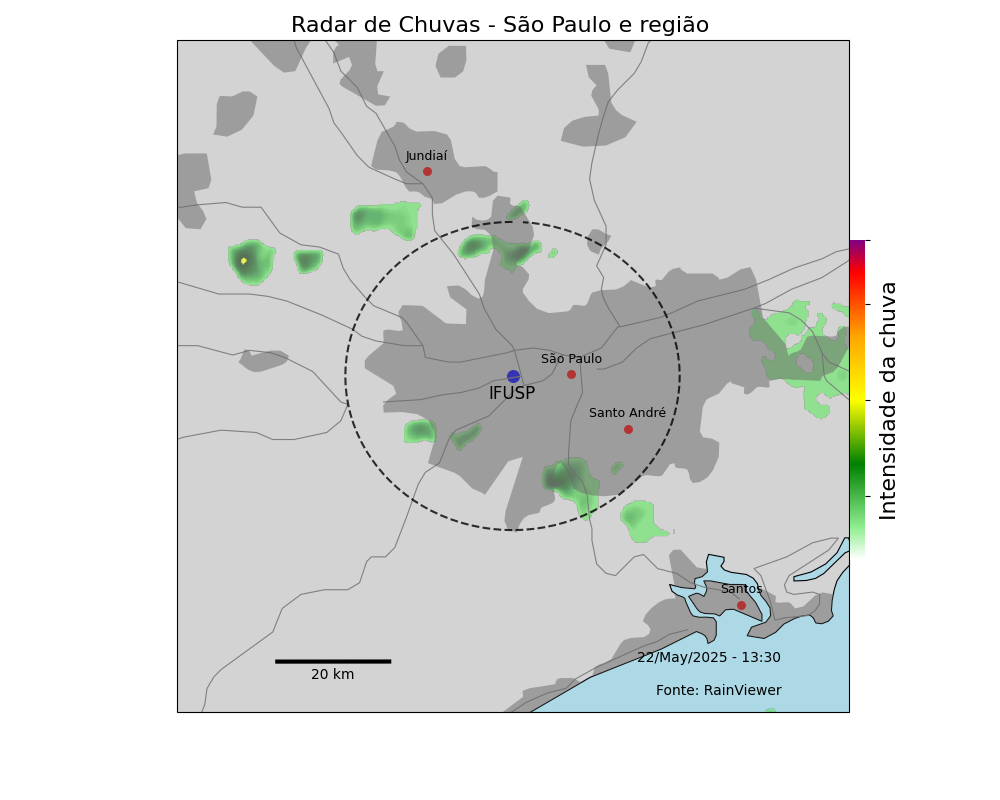 Radar de Chuvas - São Paulo e região
Jundiaí
São Paulo
IFUSP
Santo André
Intensidade da chuva
Santos
22/May/2025 - 13:30
20 km
Fonte: RainViewer